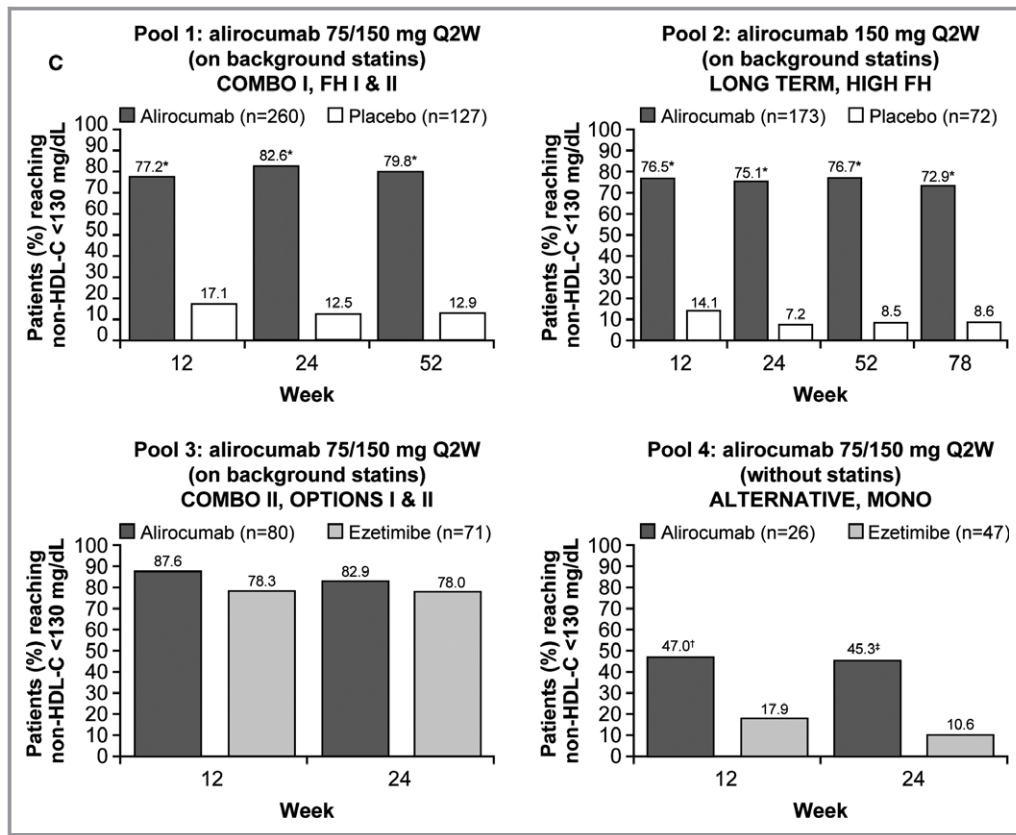 C
Pool 1: alirocumab 75/150 mg Q2W
(on background statins)
COMBO I, FH I & II
Alirocumab (n=260) Placebo (n=127)
Patients (%) reaching
non-HDL-C <130 mg/dL
100
90
80
70
60
50
40
30
20
10
0
77.2*
17.1
82.6*
12.5
79.8*
12.9
12 24 52
Week
Pool 2: alirocumab 150 mg Q2W
(on background statins)
LONG TERM, HIGH FH
Alirocumab (n=173) Placebo (n=72)
Patients (%) reaching
non-HDL-C <130 mg/dL
100
90
80
70
60
50
40
30
20
10
0
76.5*
14.1
75.1*
7.2
76.7*
8.5
72.9*
8.6
12 24 52 78
Week
Pool 3: alirocumab 75/150 mg Q2W
(on background statins)
COMBO II, OPTIONS I & II
Alirocumab (n=80) Ezetimibe (n=71)
Patients (%) reaching
non-HDL-C <130 mg/dL
100
90
80
70
60
50
40
30
20
10
0
87.6
78.3
82.9
78.0
12 24
Week
Pool 4: alirocumab 75/150 mg Q2W
(without statins)
ALTERNATIVE, MONO
Alirocumab (n=26) Ezetimibe (n=47)
Patients (%) reaching
non-HDL-C <130 mg/dL
100
90
80
70
60
50
40
30
20
10
0
47.0†
17.9
45.3‡
10.6
12 24
Week